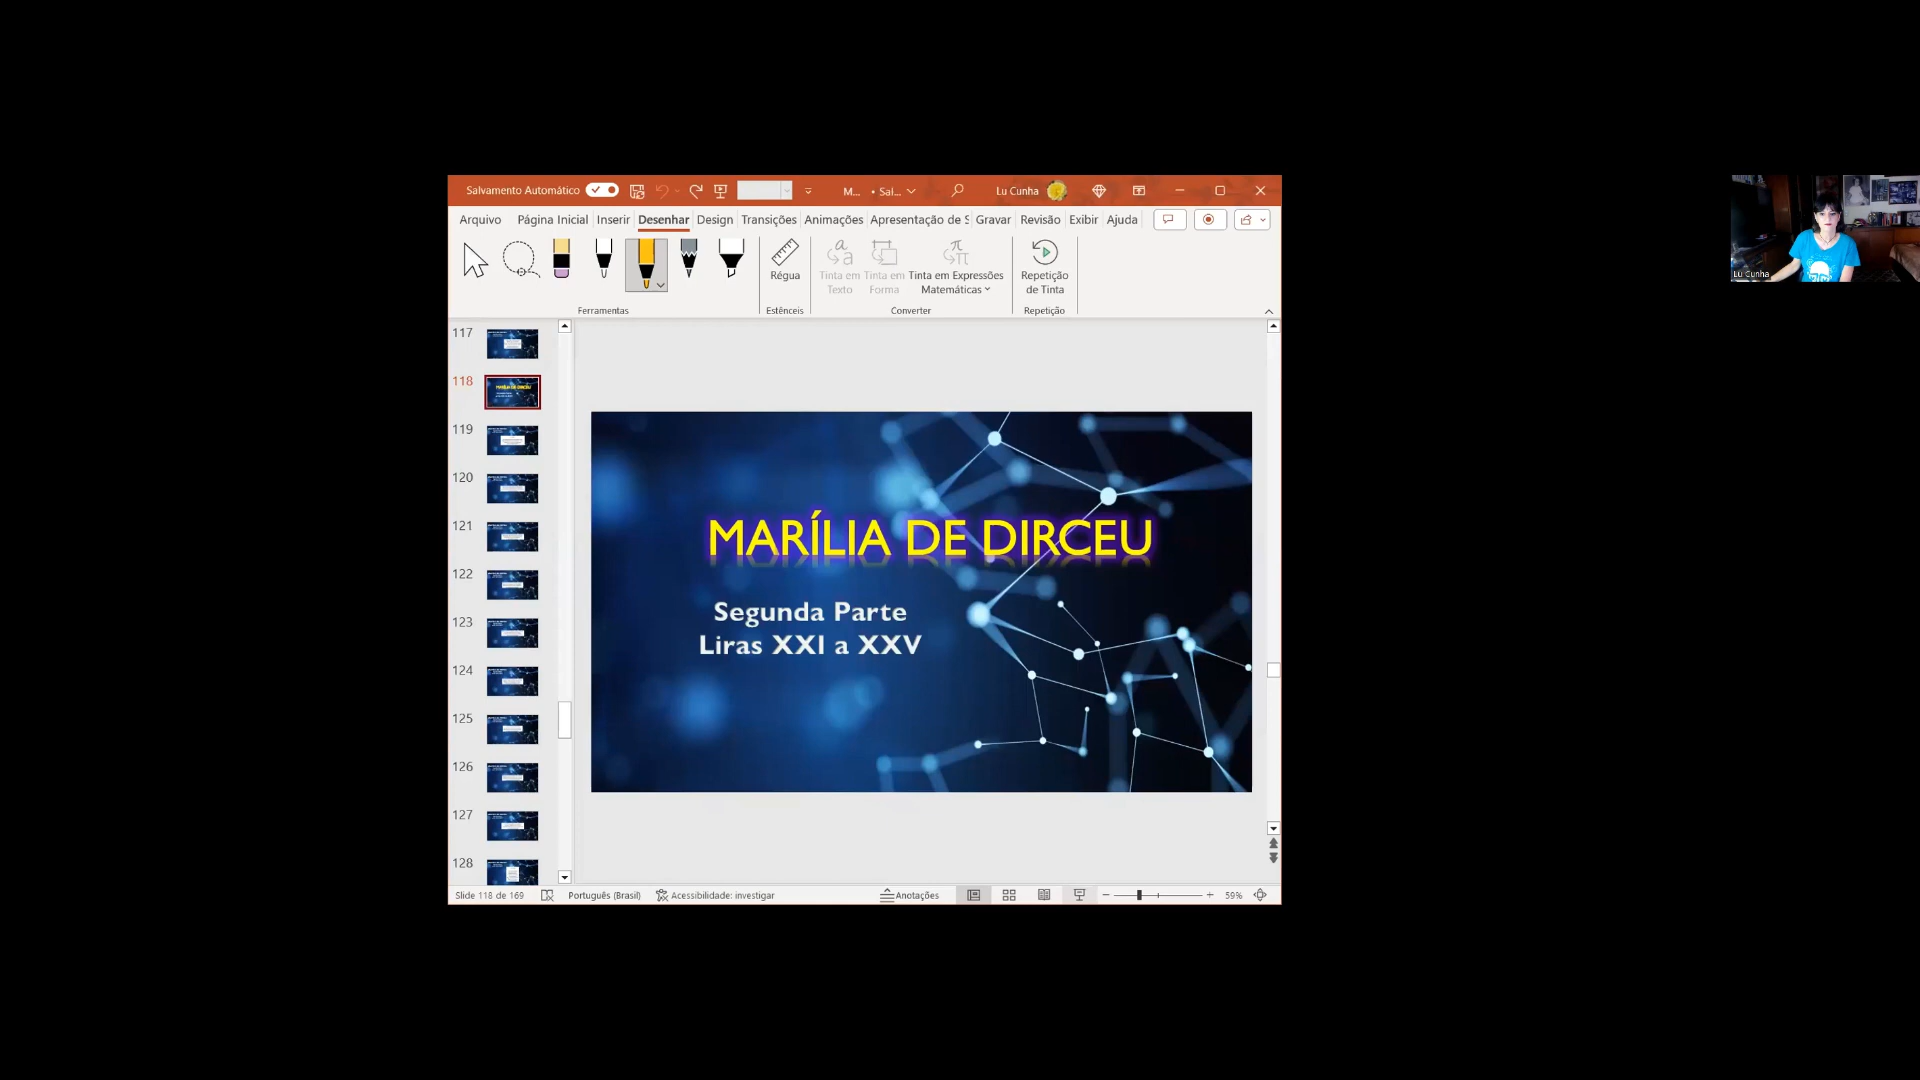 Salvamento Automático
M... • Sal...
Lu Cunha
Arquivo Página Inicial Inserir Desenhar Design Transições Animações Apresentação de S Gravar Revisão Exibir Ajuda
Régua
Tinta em Texto
Tinta em Forma
Tinta em Expressões Matemáticas
Repetição de Tinta
Ferramentas
Estênceis
Converter
Repetição
117
118
119
120
121
122
123
124
125
126
127
128
MARÍLIA DE DIRCEU
Segunda Parte
Liras XXI a XXV
Slide 118 de 169
Português (Brasil)
Acessibilidade: investigar
Anotações
59%
Lu Cunha